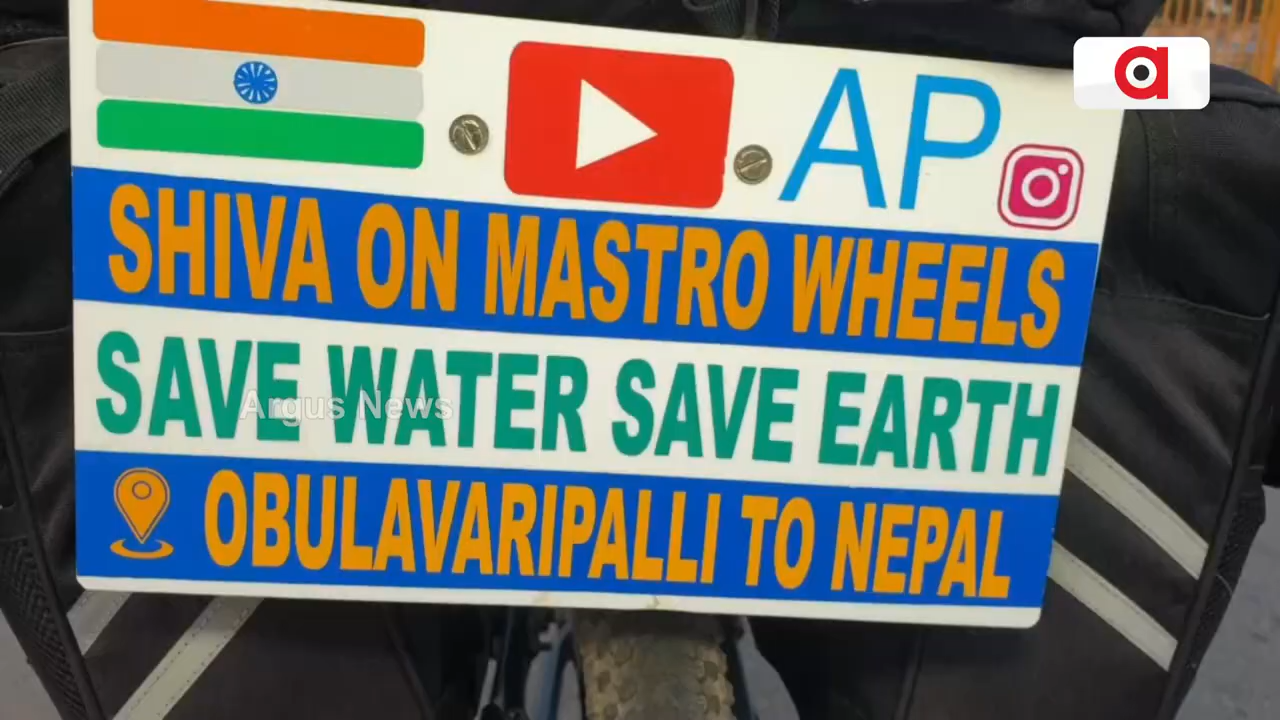 AP
SHIVA ON MASTRO WHEELS
SAVE WATER SAVE EARTH
Argus News
OBULAVARIPALLI TO NEPAL